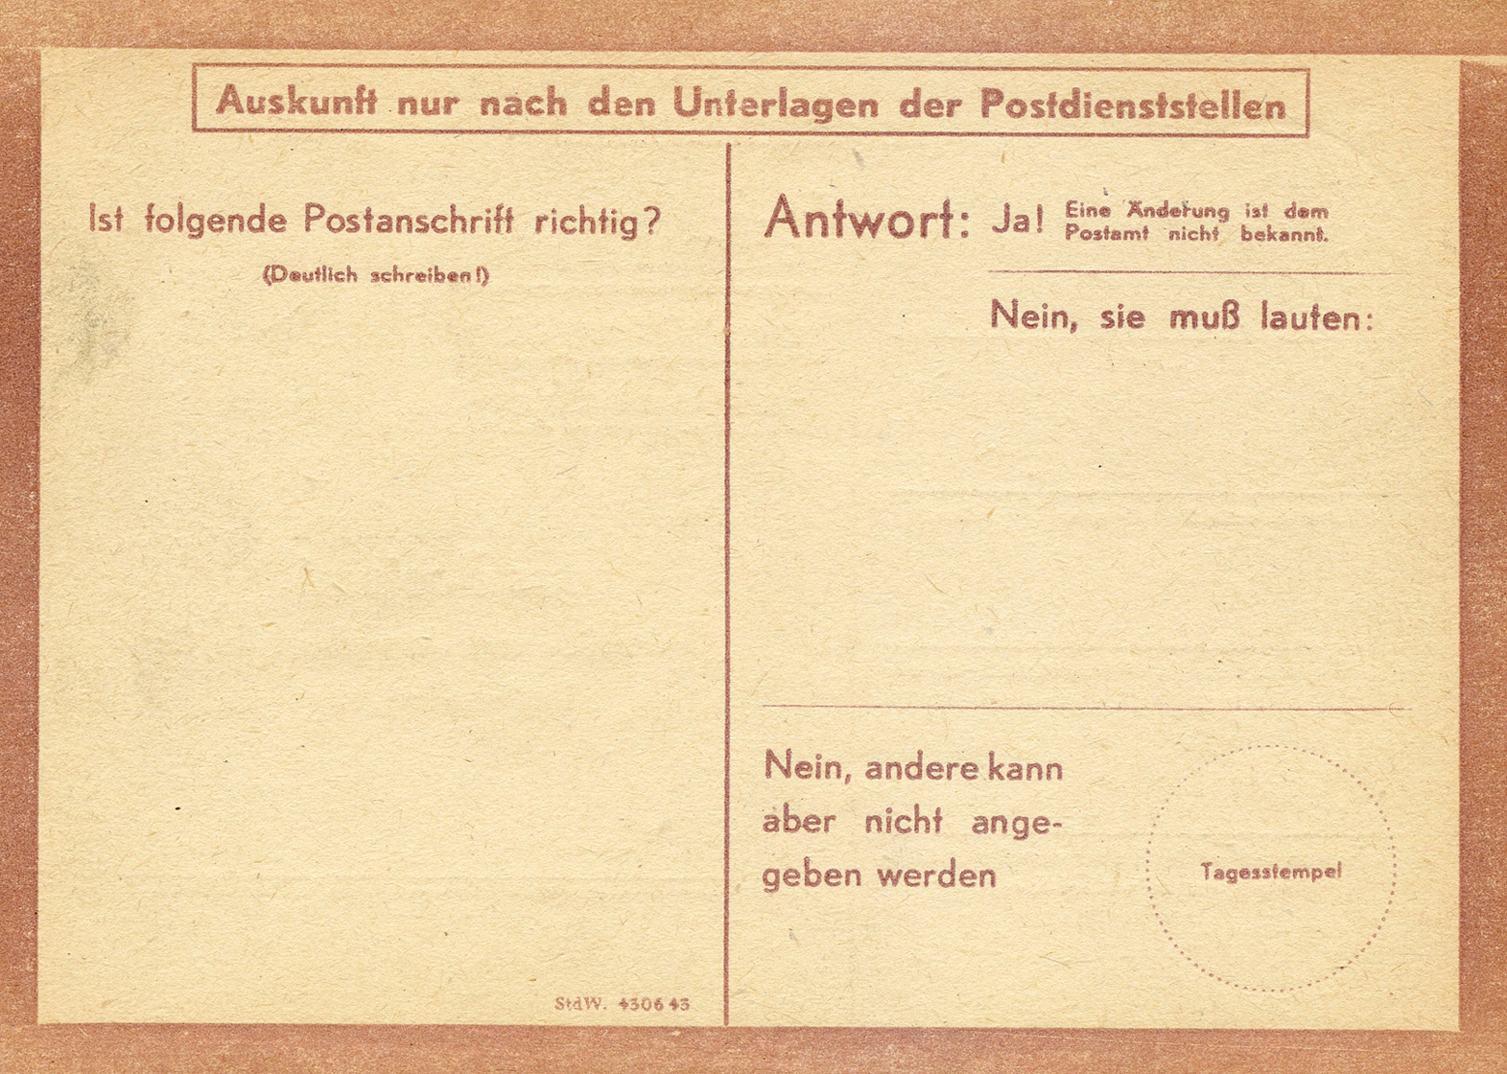 Auskunft nur nach den Unterlagen der Postdienststellen
Ist folgende Postanschrift richtig?
(Deutlich schreiben!)
Antwort: Ja! Eine Änderung ist dem
Postamt nicht bekannt.
Nein, sie muß lauten:
Nein, andere kann
aber nicht ange-
geben werden
Tagesstempel
StdW. 430643